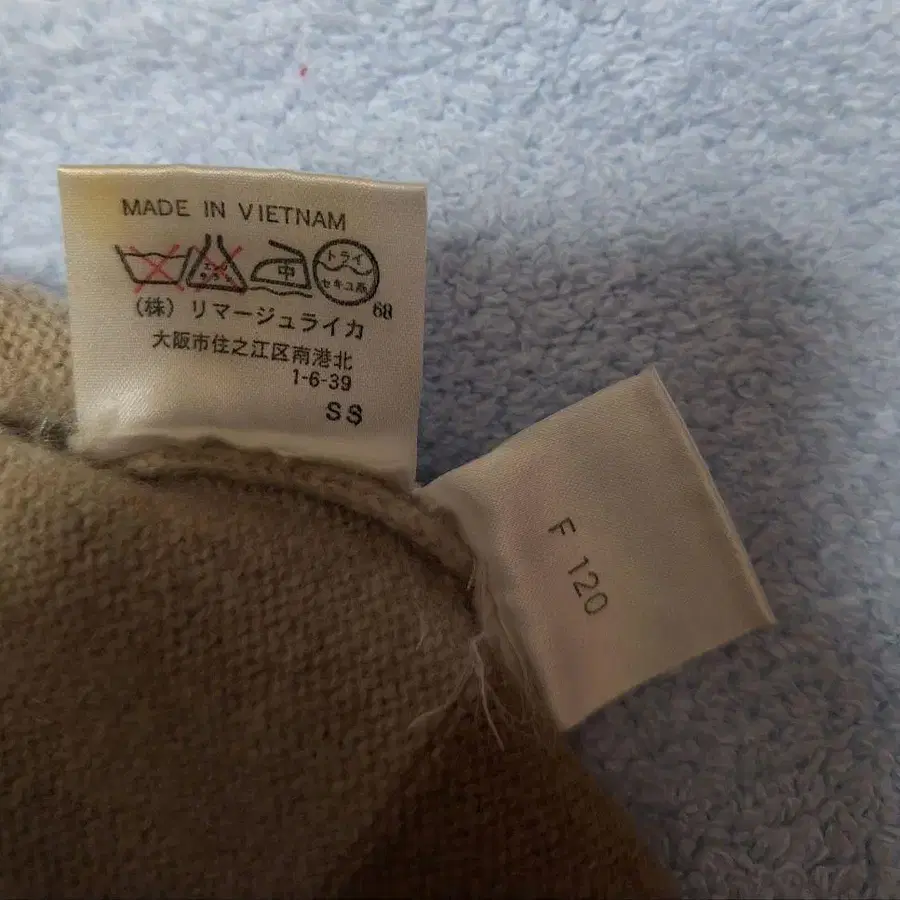 MADE IN VIETNAM
中
ドライ
セキユ系
68
(株) リマージュライカ
大阪市住之江区南港北
1-6-39
SS
F 120